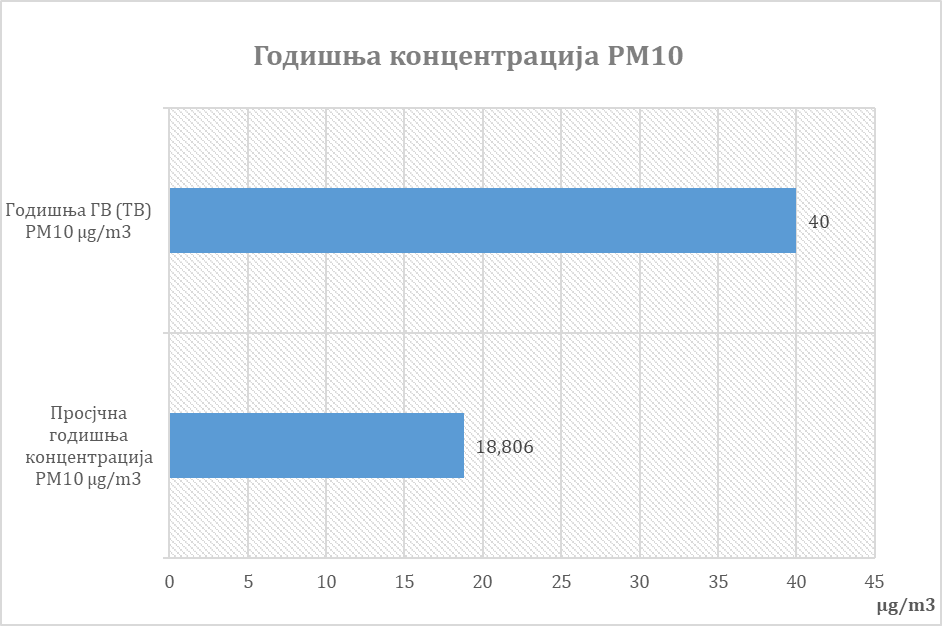 Годишња концентрација PM10
Годишња ГВ (ТВ)
PM10 µg/m3
40
Просјчна
годишња
концентрација
PM10 µg/m3
18,806
0 5 10 15 20 25 30 35 40 45
µg/m3